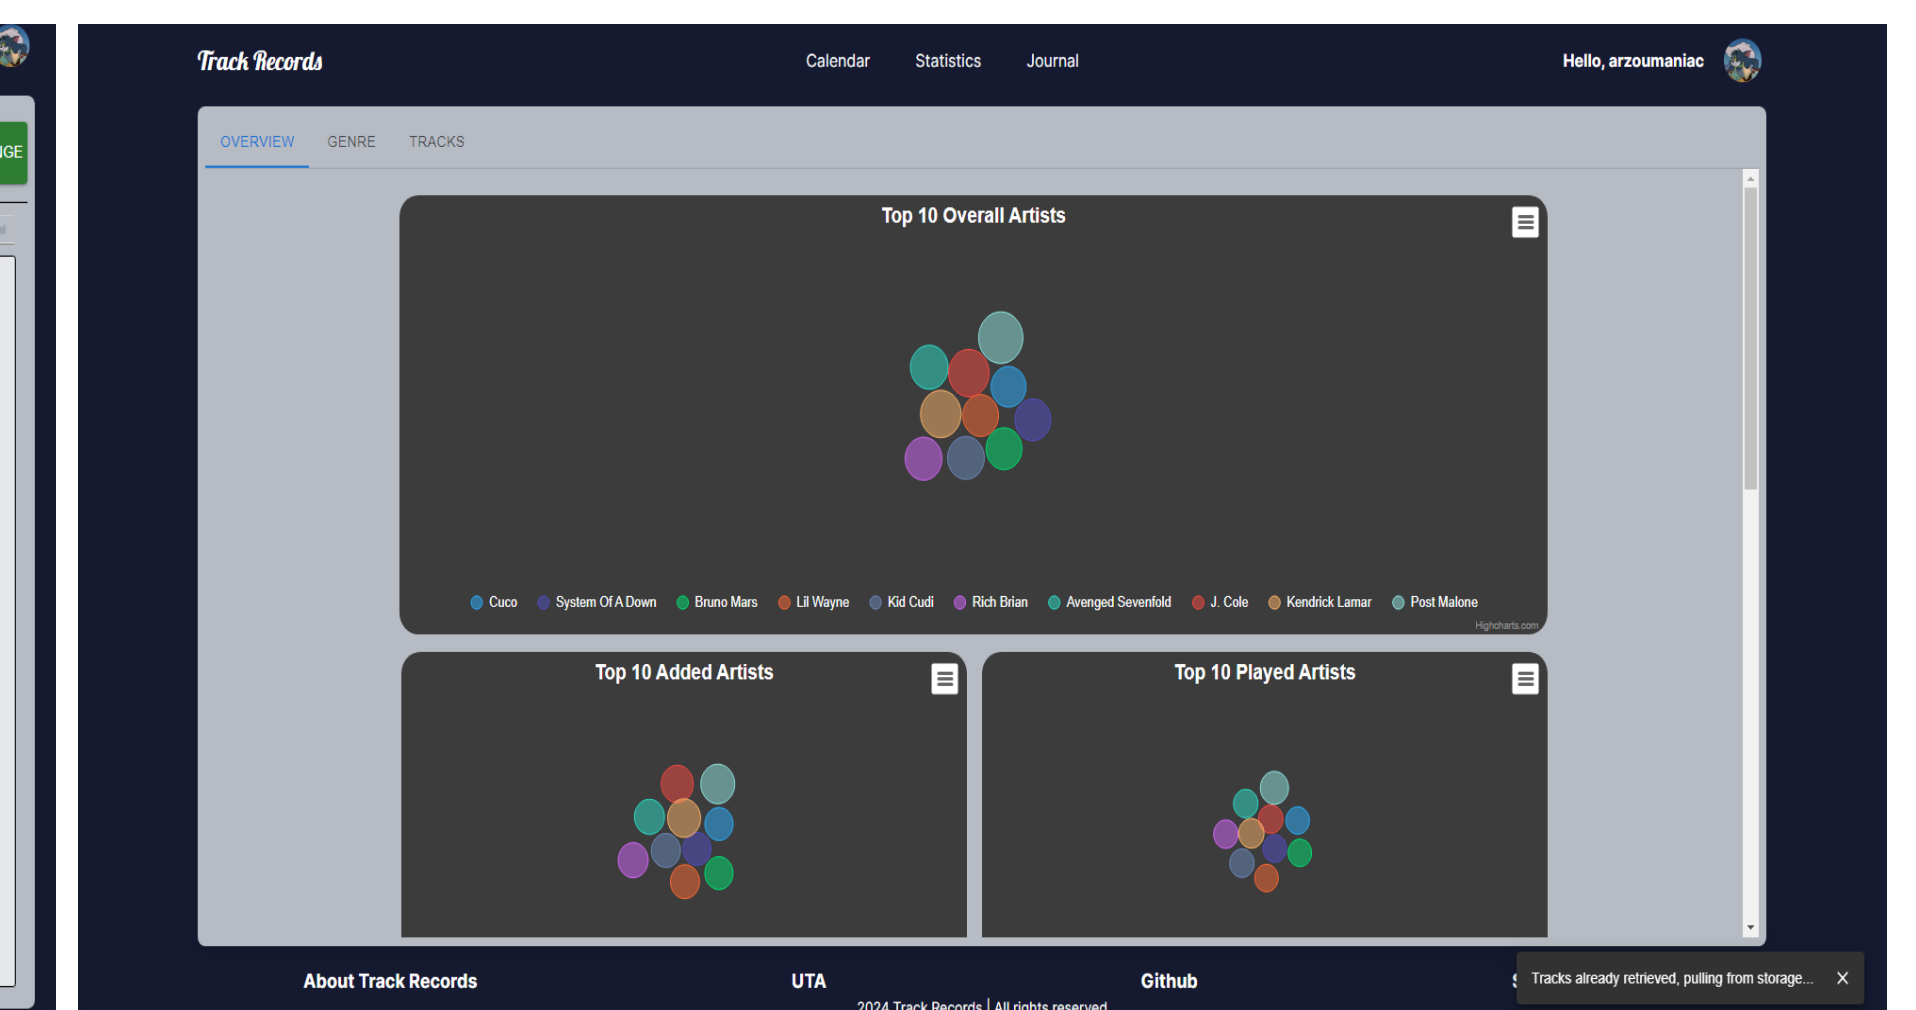 NGE
Track Records
Calendar Statistics Journal
Hello, arzoumaniac
OVERVIEW GENRE TRACKS
Top 10 Overall Artists
Cuco System Of A Down Bruno Mars Lil Wayne Kid Cudi Rich Brian Avenged Sevenfold J. Cole Kendrick Lamar Post Malone
Highcharts.com
Top 10 Added Artists
Top 10 Played Artists
About Track Records UTA Github
2024 Track Records | All rights reserved
Tracks already retrieved, pulling from storage... X